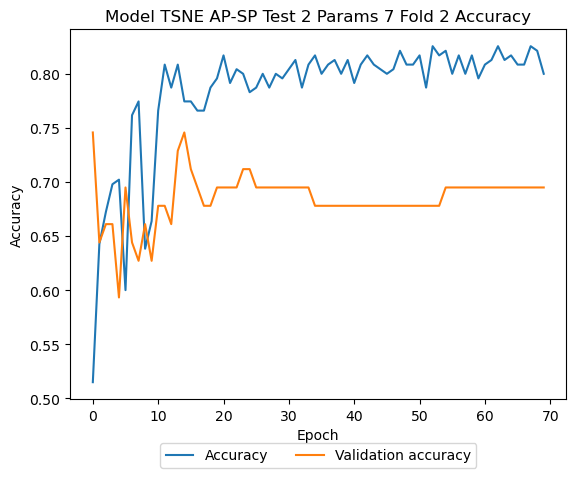 Model TSNE AP-SP Test 2 Params 7 Fold 2 Accuracy
0.80
0.75
0.70
0.65
0.60
0.55
0.50
Accuracy
0 10 20 30 40 50 60 70
Epoch
Accuracy Validation accuracy